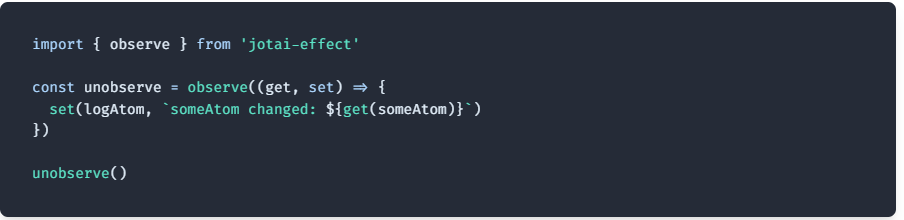 import { observe } from 'jotai-effect'
const unobserve = observe((get, set) => {
  set(logAtom, `someAtom changed: ${get(someAtom)}`)
})
unobserve()